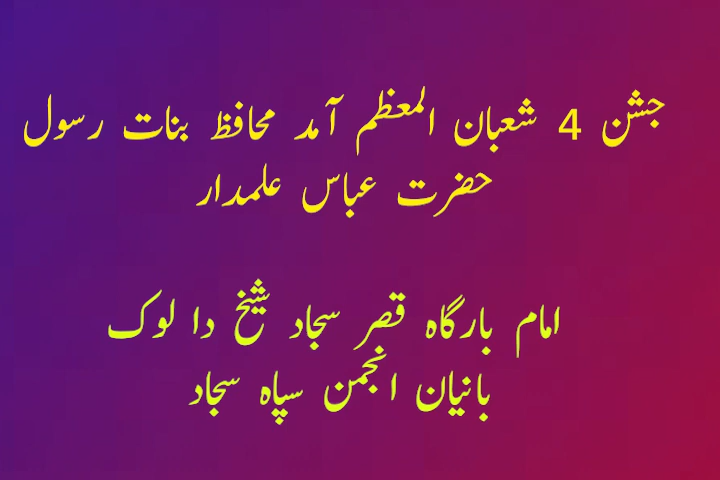 جشن 4 شعبان المعظم آمد محافظ بنات رسول
حضرت عباس علمدار
امام بارگاہ قصر سجاد شیخ دا لوک
بانیان انجمن سپاہ سجاد